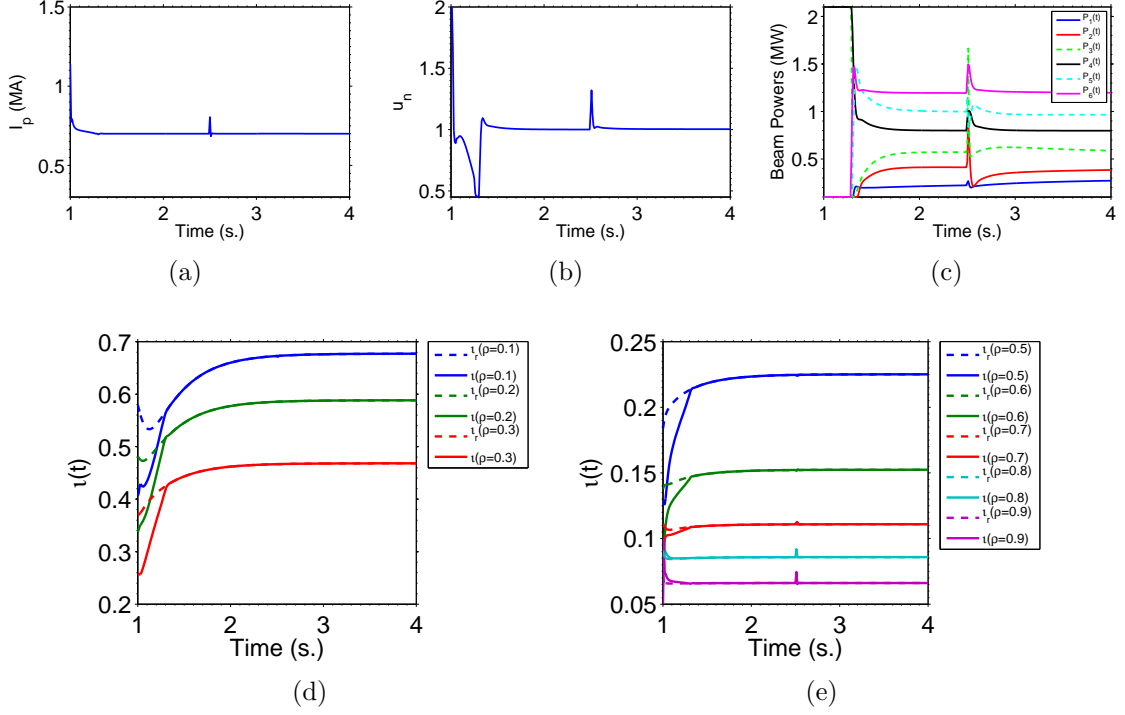 2
1.5
1
0.5
I_p (MA)
1 2 3 4
Time (s.)
(a)
2
1.5
1
0.5
u_n
1 2 3 4
Time (s.)
(b)
2
1.5
1
0.5
Beam Powers (MW)
1 2 3 4
Time (s.)
P_1(t)
P_2(t)
P_3(t)
P_4(t)
P_5(t)
P_6(t)
(c)
0.7
0.6
0.5
0.4
0.3
0.2
ι(t)
1 2 3 4
Time (s.)
ι_r(ρ=0.1)
ι(ρ=0.1)
ι_r(ρ=0.2)
ι(ρ=0.2)
ι_r(ρ=0.3)
ι(ρ=0.3)
(d)
0.25
0.2
0.15
0.1
0.05
ι(t)
1 2 3 4
Time (s.)
ι_r(ρ=0.5)
ι(ρ=0.5)
ι_r(ρ=0.6)
ι(ρ=0.6)
ι_r(ρ=0.7)
ι(ρ=0.7)
ι_r(ρ=0.8)
ι(ρ=0.8)
ι_r(ρ=0.9)
ι(ρ=0.9)
(e)